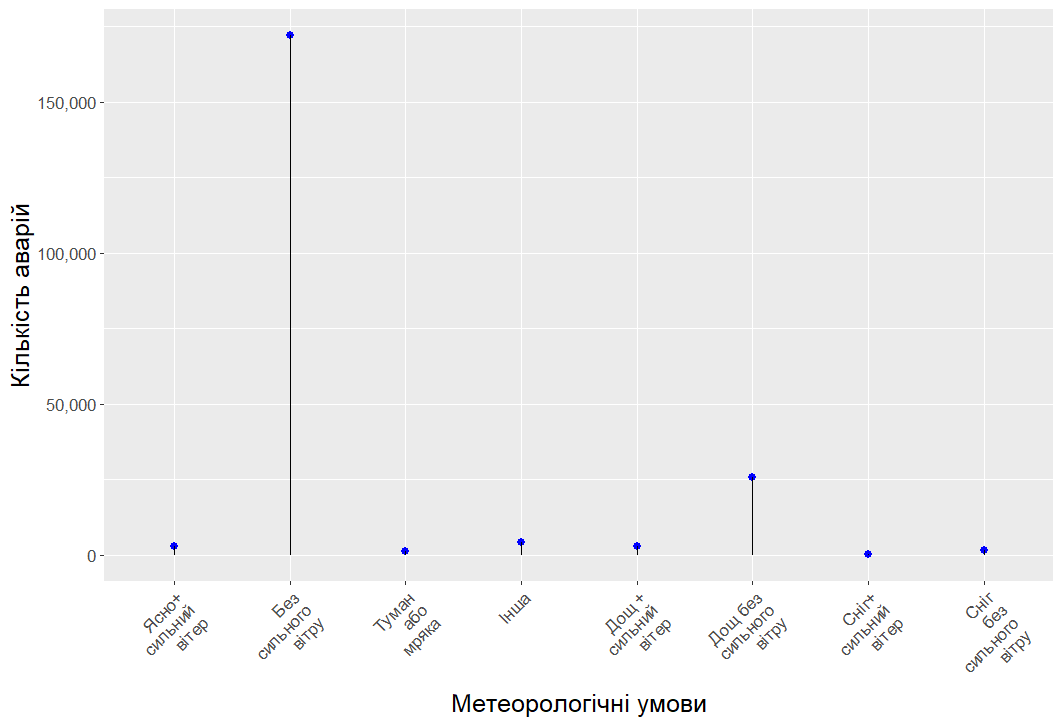 Кількість аварій
150,000
100,000
50,000
0
Ясно+
сильний
вітер
Без
сильного
вітру
Туман
або
мряка
Інша
Дощ +
сильний
вітер
Дощ без
сильного
вітру
Сніг+
сильний
вітер
Сніг
без
сильного
вітру
Метеорологічні умови